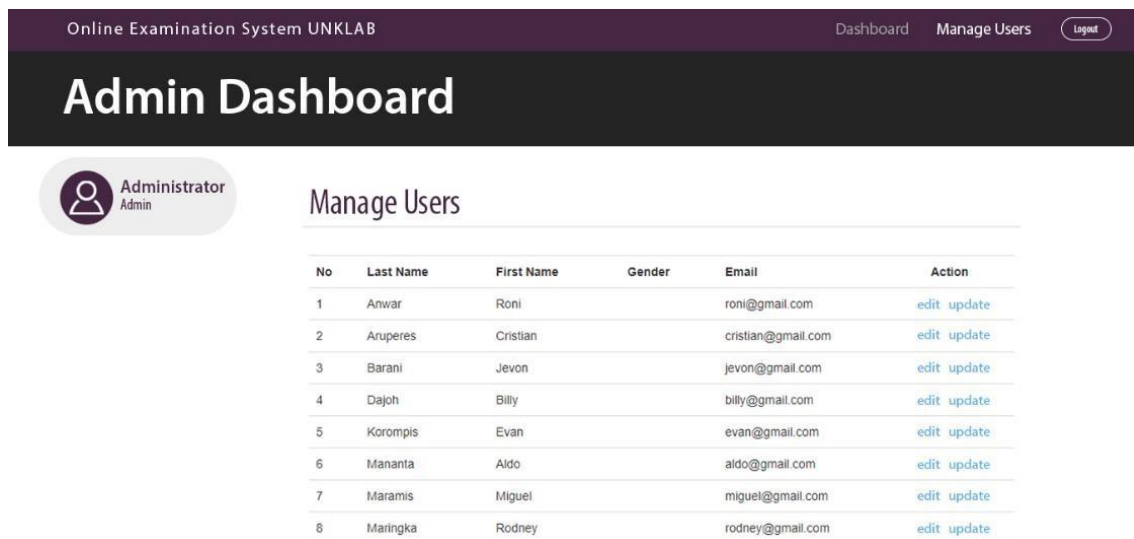 Online Examination System UNKLAB Dashboard Manage Users Logout
Admin Dashboard
Administrator
Admin
Manage Users
No Last Name First Name Gender Email Action
1 Anwar Roni roni@gmail.com edit update
2 Aruperes Cristian cristian@gmail.com edit update
3 Barani Jevon jevon@gmail.com edit update
4 Dajoh Billy billy@gmail.com edit update
5 Korompis Evan evan@gmail.com edit update
6 Mananta Aldo aldo@gmail.com edit update
7 Maramis Miguel miguel@gmail.com edit update
8 Maringka Rodney rodney@gmail.com edit update